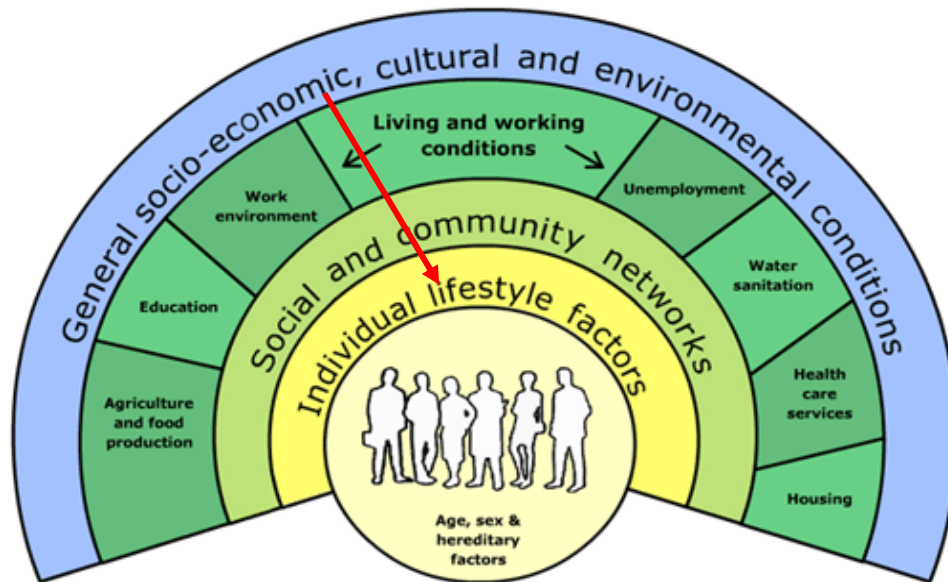 General socio-economic, cultural and environmental conditions
Living and working
conditions
Work
environment
Unemployment
Education
Water
sanitation
Agriculture
and food
production
Health
care
services
Housing
Social and community networks
Individual lifestyle factors
Age, sex &
hereditary
factors